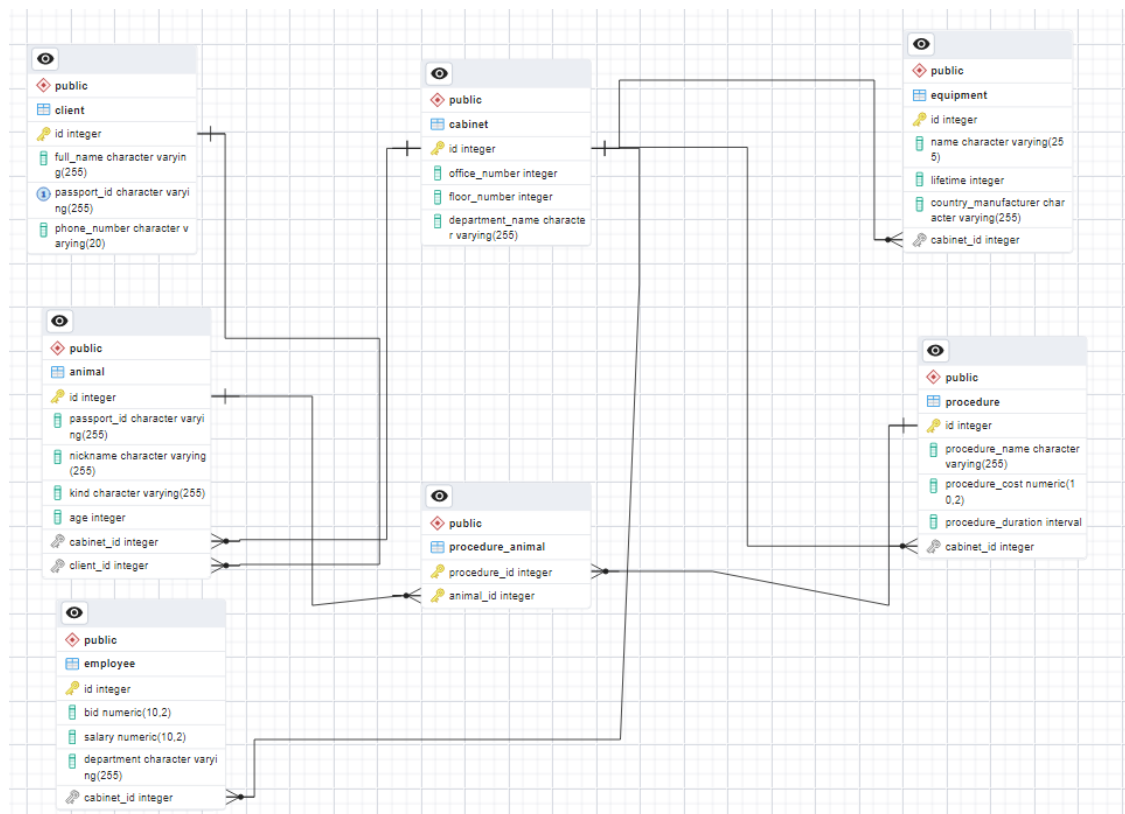 public
client
id integer
full_name character varyin
g(255)
passport_id character varyi
ng(255)
phone_number character v
arying(20)
public
cabinet
id integer
office_number integer
floor_number integer
department_name characte
r varying(255)
public
equipment
id integer
name character varying(25
5)
lifetime integer
country_manufacturer char
acter varying(255)
cabinet_id integer
public
animal
id integer
passport_id character varyi
ng(255)
nickname character varying
(255)
kind character varying(255)
age integer
cabinet_id integer
client_id integer
public
procedure
id integer
procedure_name character
varying(255)
procedure_cost numeric(1
0,2)
procedure_duration interval
cabinet_id integer
public
procedure_animal
procedure_id integer
animal_id integer
public
employee
id integer
bid numeric(10,2)
salary numeric(10,2)
department character varyi
ng(255)
cabinet_id integer